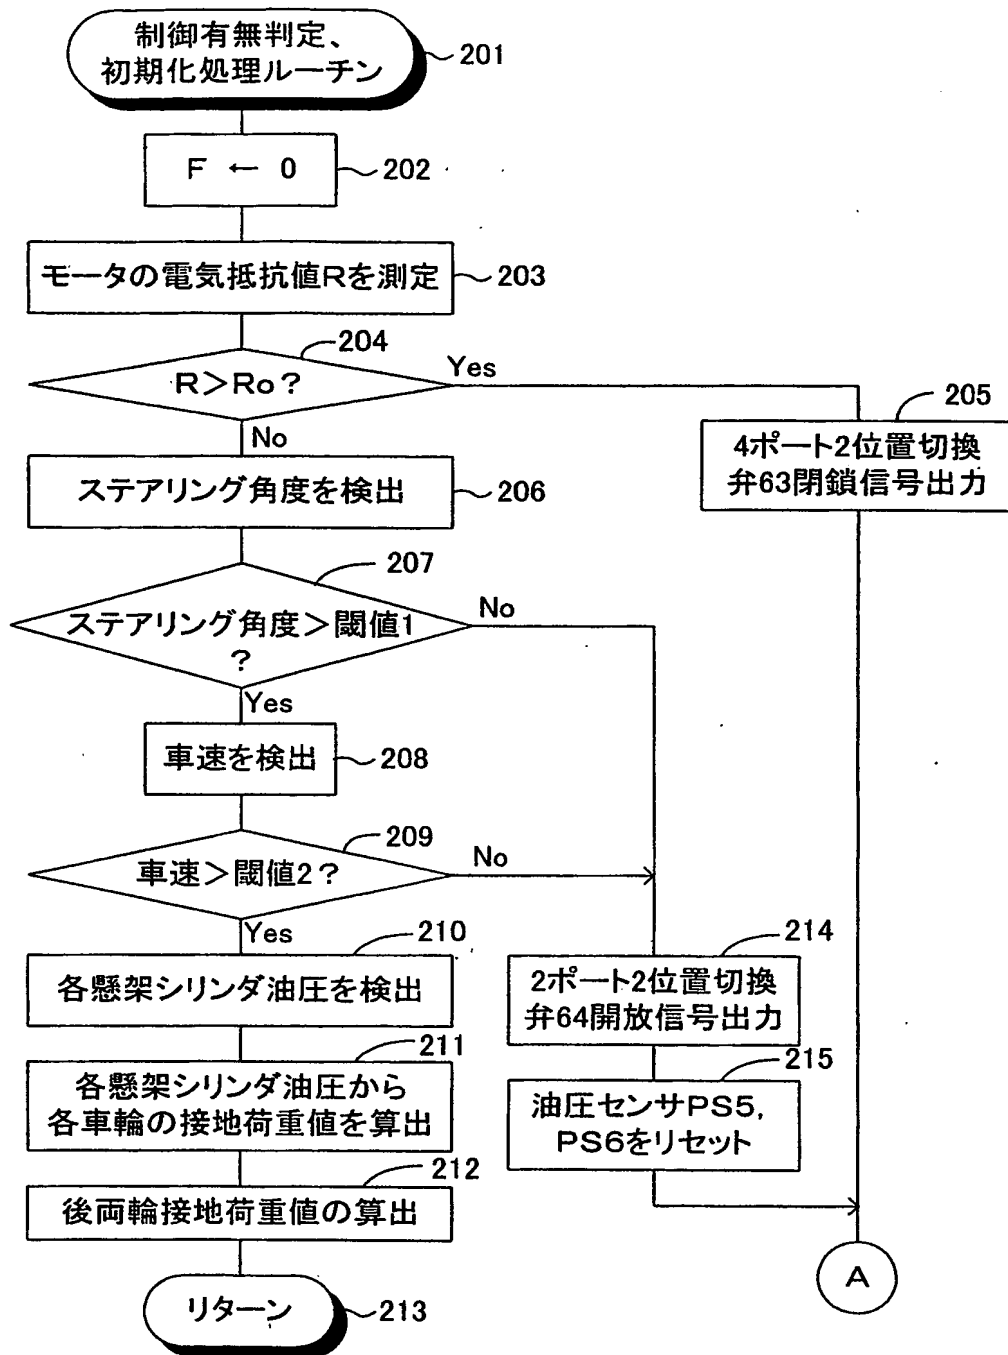 制御有無判定、
初期化処理ルーチン
201
F ← 0
202
モータの電気抵抗値Rを測定
203
204
R>Ro?
Yes
No
205
4ポート2位置切換
弁63閉鎖信号出力
ステアリング角度を検出
206
207
ステアリング角度>閾値1
?
No
Yes
車速を検出
208
209
車速>閾値2?
No
Yes
210
各懸架シリンダ油圧を検出
214
2ポート2位置切換
弁64開放信号出力
211
各懸架シリンダ油圧から
各車輪の接地荷重値を算出
215
油圧センサPS5,
PS6をリセット
212
後両輪接地荷重値の算出
リターン
213
A